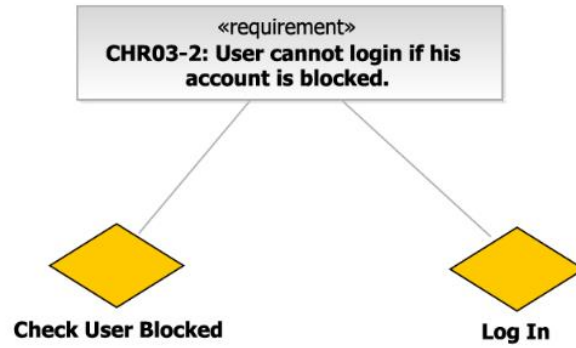 «requirement»
CHR03-2: User cannot login if his
account is blocked.
Check User Blocked
Log In